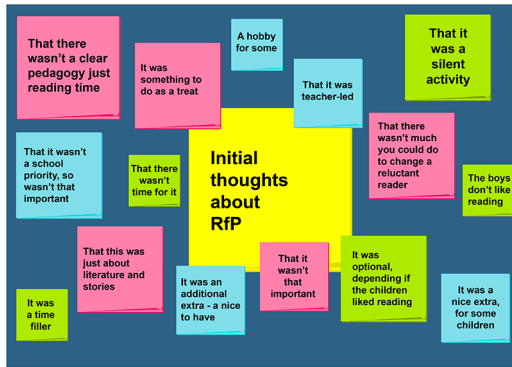 That there
wasn't a clear
pedagogy just
reading time
It was
something to
do as a treat
A hobby
for some
That it was
teacher-led
That it
was a
silent
activity
That it wasn't
a school
priority, so
wasn't that
important
That there
wasn't
time for it
Initial
thoughts
about
RfP
That there
wasn't much
you could do
to change a
reluctant
reader
The boys
don't like
reading
That this was
just about
literature and
stories
It was an
additional
extra - a nice
to have
That it
wasn't
that
important
It was
optional,
depending if
the children
liked reading
It was
a time
filler
It was a
nice extra,
for some
children